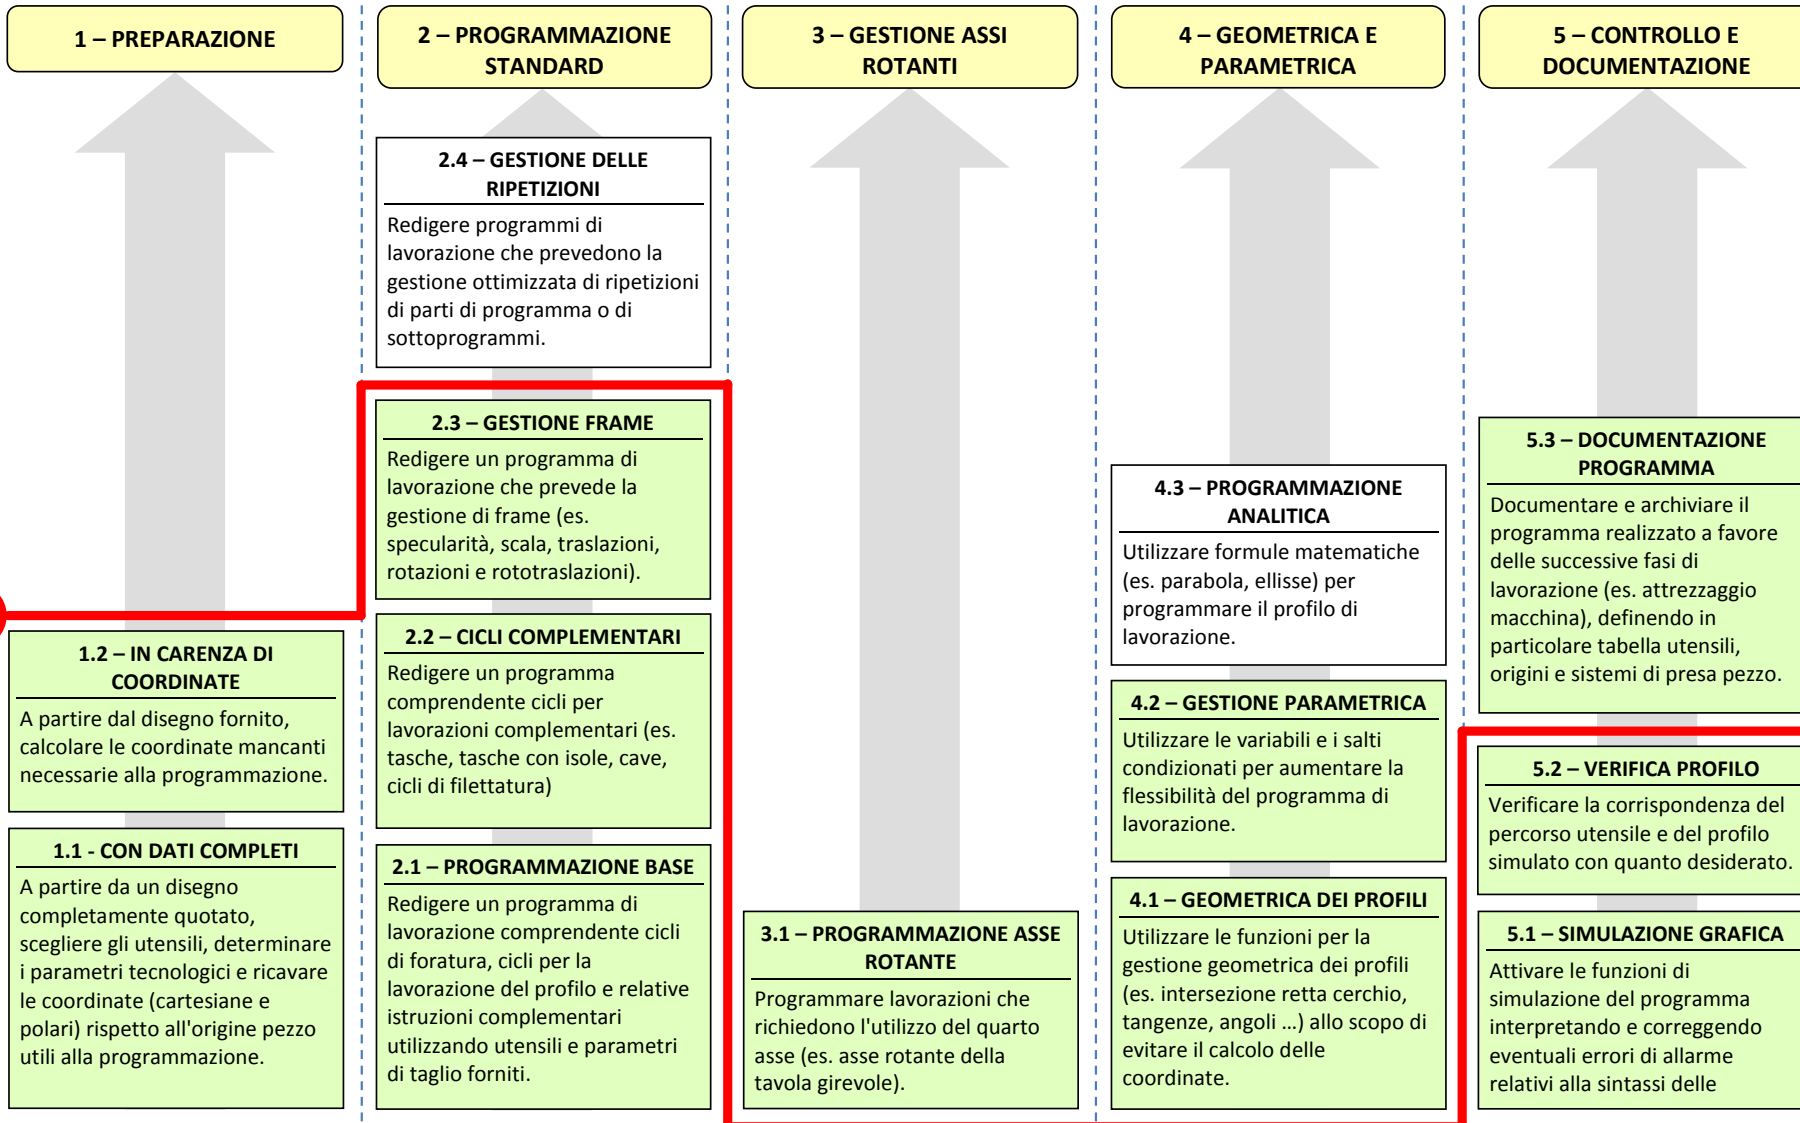 1 – PREPARAZIONE
2 – PROGRAMMAZIONE
STANDARD
3 – GESTIONE ASSI
ROTANTI
4 – GEOMETRICA E
PARAMETRICA
5 – CONTROLLO E
DOCUMENTAZIONE
1.2 – IN CARENZA DI
COORDINATE
A partire dal disegno fornito,
calcolare le coordinate mancanti
necessarie alla programmazione.
1.1 - CON DATI COMPLETI
A partire da un disegno
completamente quotato,
scegliere gli utensili, determinare
i parametri tecnologici e ricavare
le coordinate (cartesiane e
polari) rispetto all'origine pezzo
utili alla programmazione.
2.4 – GESTIONE DELLE
RIPETIZIONI
Redigere programmi di
lavorazione che prevedono la
gestione ottimizzata di ripetizioni
di parti di programma o di
sottoprogrammi.
2.3 – GESTIONE FRAME
Redigere un programma di
lavorazione che prevede la
gestione di frame (es.
specularità, scala, traslazioni,
rotazioni e rototraslazioni).
2.2 – CICLI COMPLEMENTARI
Redigere un programma
comprendente cicli per
lavorazioni complementari (es.
tasche, tasche con isole, cave,
cicli di filettatura)
2.1 – PROGRAMMAZIONE BASE
Redigere un programma di
lavorazione comprendente cicli
di foratura, cicli per la
lavorazione del profilo e relative
istruzioni complementari
utilizzando utensili e parametri
di taglio forniti.
3.1 – PROGRAMMAZIONE ASSE
ROTANTE
Programmare lavorazioni che
richiedono l'utilizzo del quarto
asse (es. asse rotante della
tavola girevole).
4.3 – PROGRAMMAZIONE
ANALITICA
Utilizzare formule matematiche
(es. parabola, ellisse) per
programmare il profilo di
lavorazione.
4.2 – GESTIONE PARAMETRICA
Utilizzare le variabili e i salti
condizionati per aumentare la
flessibilità del programma di
lavorazione.
4.1 – GEOMETRICA DEI PROFILI
Utilizzare le funzioni per la
gestione geometrica dei profili
(es. intersezione retta cerchio,
tangenze, angoli …) allo scopo di
evitare il calcolo delle
coordinate.
5.3 – DOCUMENTAZIONE
PROGRAMMA
Documentare e archiviare il
programma realizzato a favore
delle successive fasi di
lavorazione (es. attrezzaggio
macchina), definendo in
particolare tabella utensili,
origini e sistemi di presa pezzo.
5.2 – VERIFICA PROFILO
Verificare la corrispondenza del
percorso utensile e del profilo
simulato con quanto desiderato.
5.1 – SIMULAZIONE GRAFICA
Attivare le funzioni di
simulazione del programma
interpretando e correggendo
eventuali errori di allarme
relativi alla sintassi delle